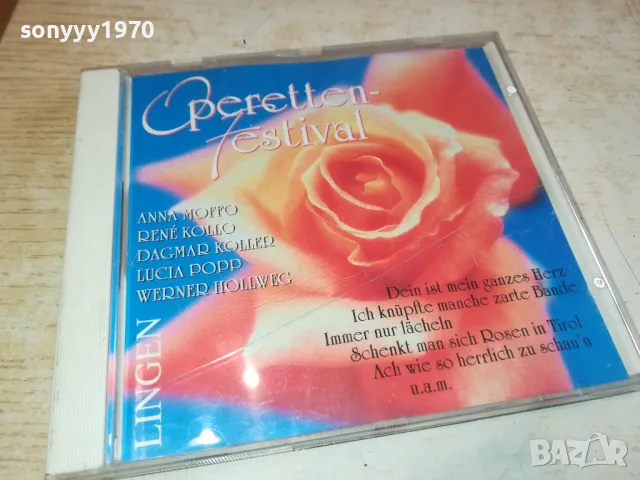 sonyyy1970
Operetten-
Festival
ANNA MOFFO
RENÉ KOLLO
DAGMAR KOLLER
LUCIA POPP
WERNER HOLLWEG
Dein ist mein ganzes Herz
Ich knüpfte manche zarte Bande
Immer nur lächeln
Schenkt man sich Rosen in Tirol
Ach wie so herrlich zu schau'n
u.a.m.
LINGEN
BAZAR
bg